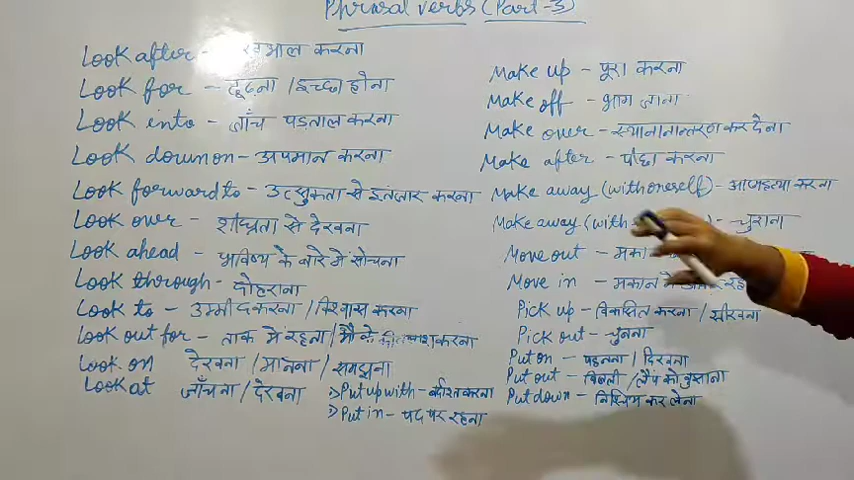 Phrasal verbs (Part-3)
Look after - खभाल करना
Look for - ढूढ़ना / इच्छा होना
Look into - जाँच पड़ताल करना
Look down on - अपमान करना
Look forward to - उत्सुकता से इंतजार करना
Look over - शीघ्रता से देखना
Look ahead - भविष्य के बारे में सोचना
Look through - दोहराना
Look to - उम्मीद करना / विश्वास करना
Look out for - ताक में रहना / मौके करना
Look on देखना / मानना / समझना
Look at जाँचना / देखना
Put up with - बर्दाश्त करना
Put in - पद पर रहना
Make up - पूरा करना
Make off - भाग जाना
Make over - स्थानानान्तरण कर देना
Make after - पीछा करना
Make away (with oneself) - आत्महत्या करना
Make away (with - चुराना
Move out - मका
Move in - मकान में
Pick up - विकसित करना / सीखना
Pick out - चुनना
Put on - पहनना / दिखना
Put out - बिजली / लैंप को बुझाना
Put down - कर लेना